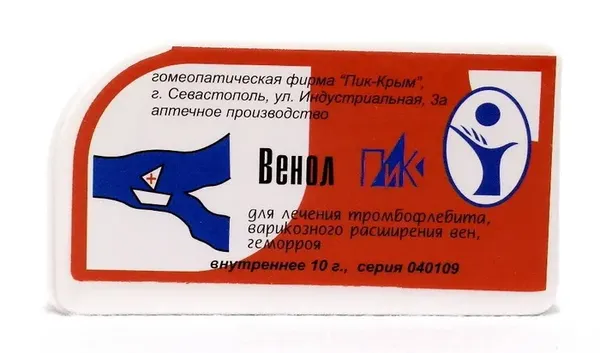 гомеопатическая фирма "Пик-Крым",
г. Севастополь, ул. Индустриальная, 3а
аптечное производство
Венол ПИК
для лечения тромбофлебита,
варикозного расширения вен,
геморроя
внутреннее 10 г., серия 040109